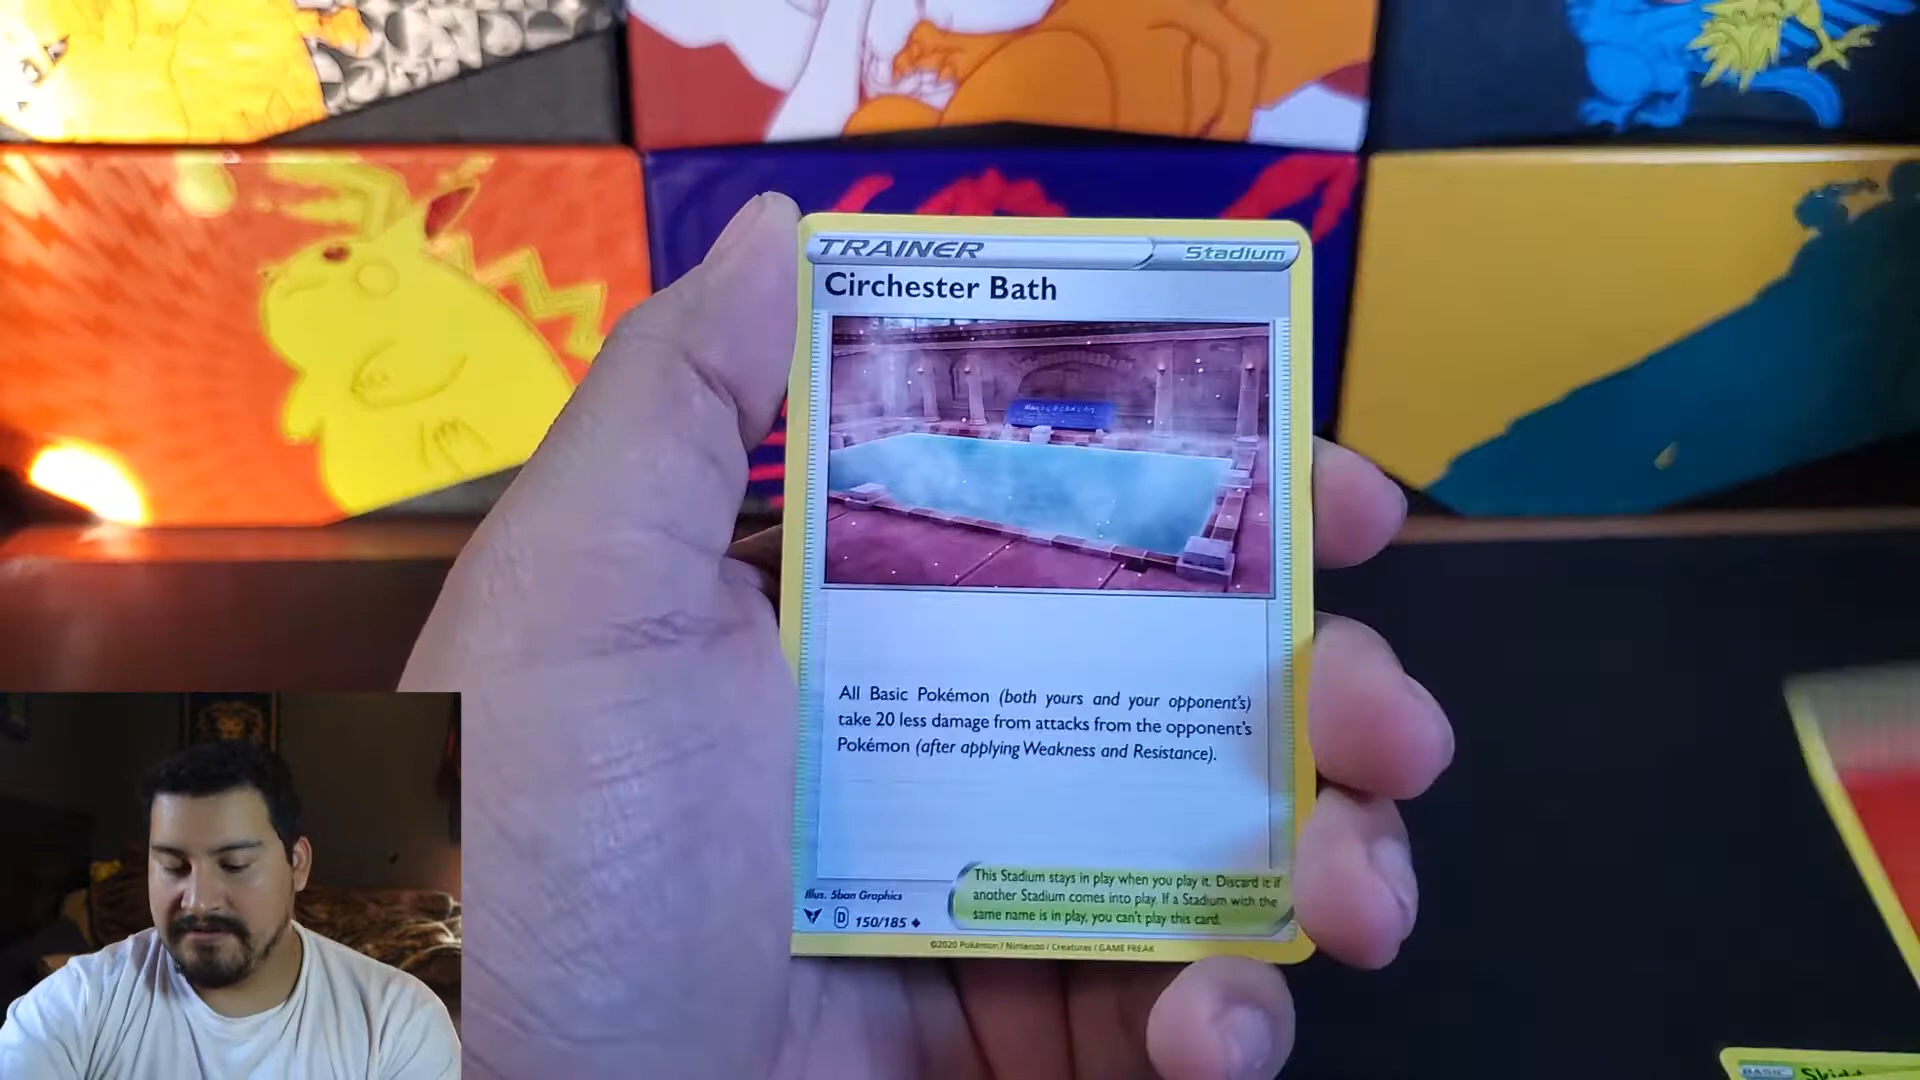 TRAINER
Stadium
Circhester Bath
All Basic Pokémon (both yours and your opponent's)
take 20 less damage from attacks from the opponent's
Pokémon (after applying Weakness and Resistance).
This Stadium stays in play when you play it. Discard it if
another Stadium comes into play. If a Stadium with the
same name is in play, you can't play this card.
Illus. 5ban Graphics
D 150/185
©2020 Pokémon / Nintendo / Creatures / GAME FREAK
BASIC